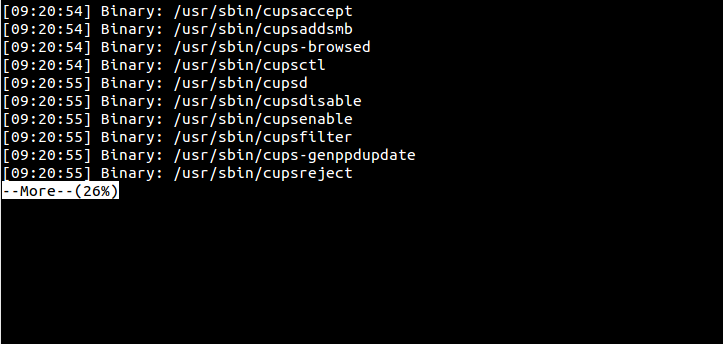 [09:20:54] Binary: /usr/sbin/cupsaccept
[09:20:54] Binary: /usr/sbin/cupsaddsmb
[09:20:54] Binary: /usr/sbin/cups-browsed
[09:20:54] Binary: /usr/sbin/cupsctl
[09:20:55] Binary: /usr/sbin/cupsd
[09:20:55] Binary: /usr/sbin/cupsdisable
[09:20:55] Binary: /usr/sbin/cupsenable
[09:20:55] Binary: /usr/sbin/cupsfilter
[09:20:55] Binary: /usr/sbin/cups-genppdupdate
[09:20:55] Binary: /usr/sbin/cupsreject
--More--(26%)